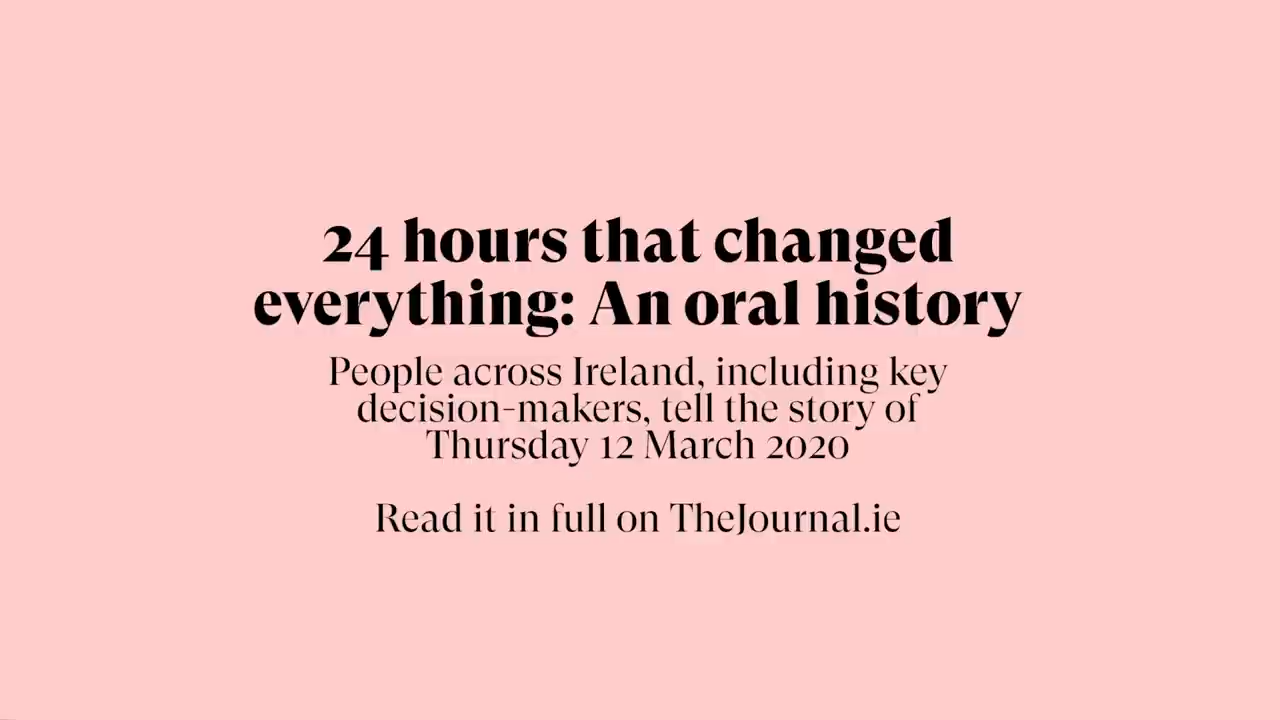 24 hours that changed
everything: An oral history
People across Ireland, including key
decision-makers, tell the story of
Thursday 12 March 2020
Read it in full on TheJournal.ie